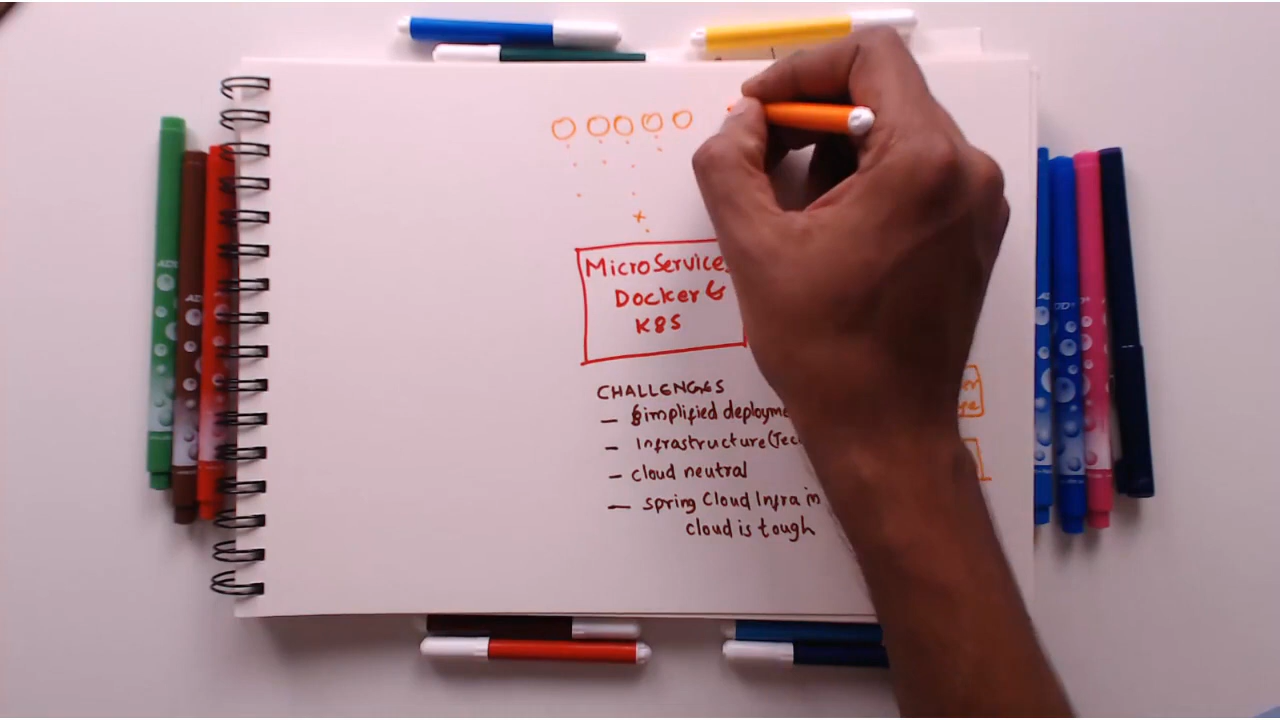 MicroServices
Docker &
K8S
CHALLENGES
- Simplified deployme
- Infrastructure (Tec
- cloud neutral
- spring Cloud Infra in
cloud is tough